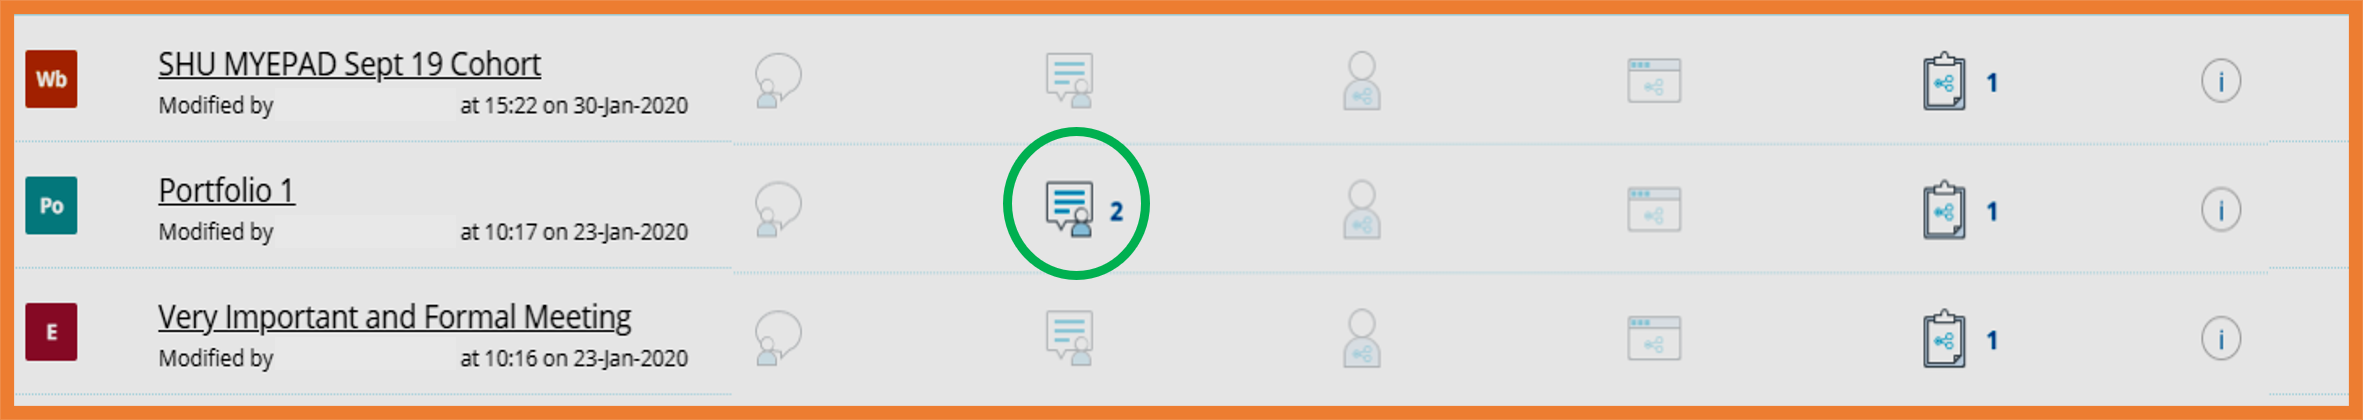 Wb SHU MYEPAD Sept 19 Cohort 1 i
Modified by at 15:22 on 30-Jan-2020
Po Portfolio 1 2 1 i
Modified by at 10:17 on 23-Jan-2020
E Very Important and Formal Meeting 1 i
Modified by at 10:16 on 23-Jan-2020